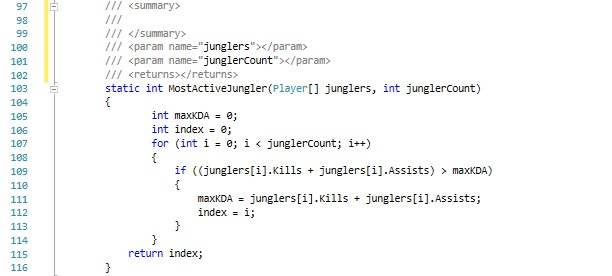 97 /// <summary>
98 ///
99 /// </summary>
100 /// <param name="junglers"></param>
101 /// <param name="junglerCount"></param>
102 /// <returns></returns>
103 static int MostActiveJungler(Player[] junglers, int junglerCount)
104 {
105 int maxKDA = 0;
106 int index = 0;
107 for (int i = 0; i < junglerCount; i++)
108 {
109 if ((junglers[i].Kills + junglers[i].Assists) > maxKDA)
110 {
111 maxKDA = junglers[i].Kills + junglers[i].Assists;
112 index = i;
113 }
114 }
115 return index;
116 }